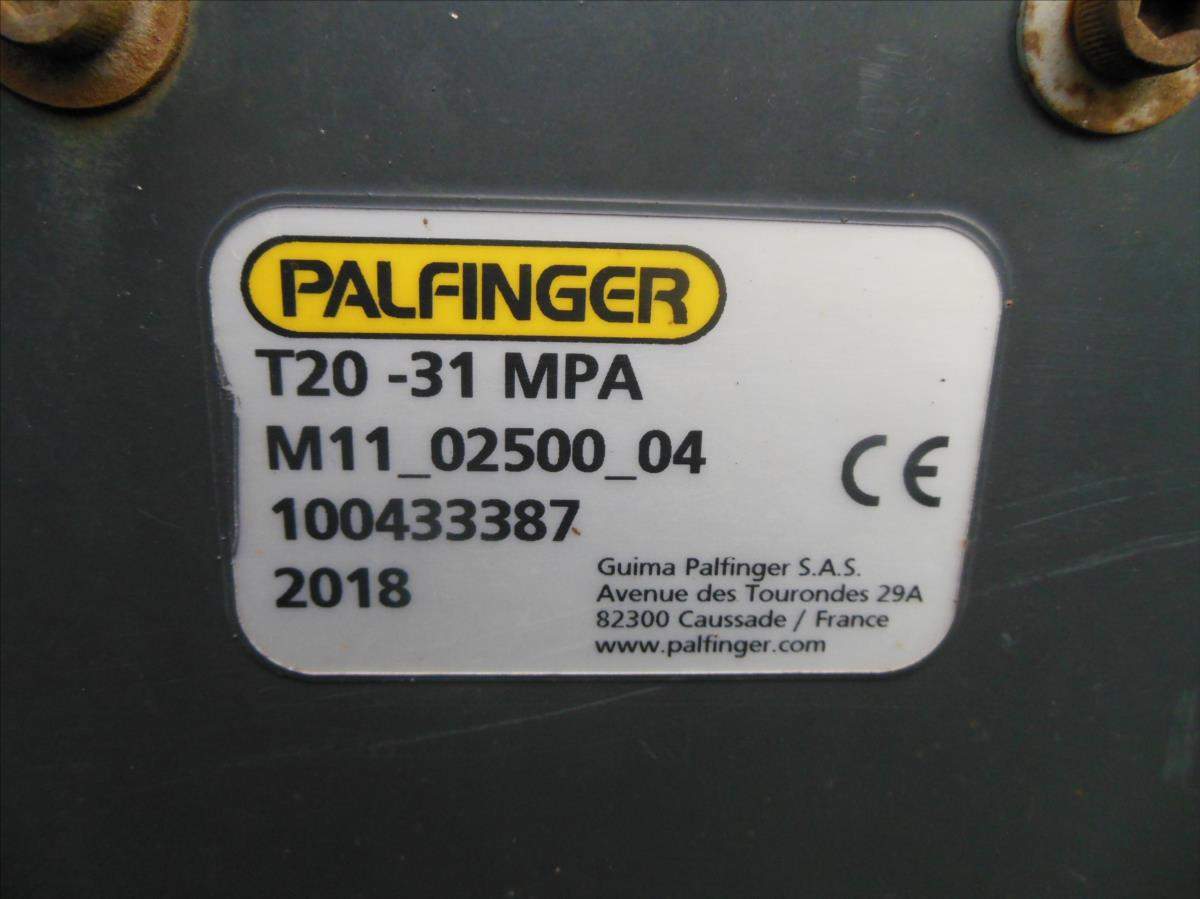 PALFINGER
T20 -31 MPA
M11_02500_04
CE
100433387
2018
Guima Palfinger S.A.S.
Avenue des Tourondes 29A
82300 Caussade / France
www.palfinger.com